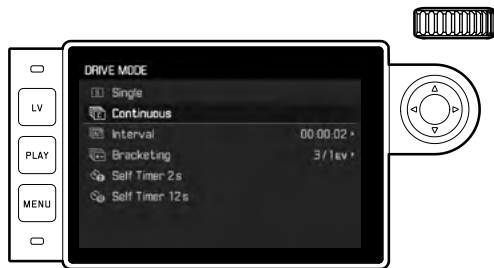 DRIVE MODE
Single
Continuous
Interval 00:00:02
Bracketing 3/1EV
Self Timer 2s
Self Timer 12s
LV
PLAY
MENU